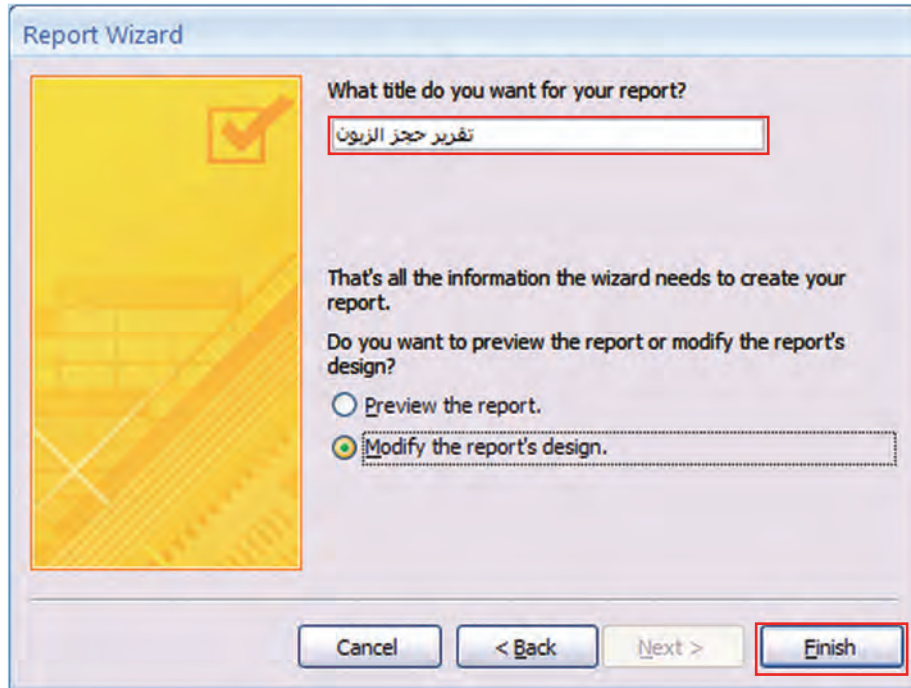 Report Wizard
What title do you want for your report?
تقرير حجز الزبون
That's all the information the wizard needs to create your
report.
Do you want to preview the report or modify the report's
design?
Preview the report.
Modify the report's design.
Cancel
< Back
Next >
Finish